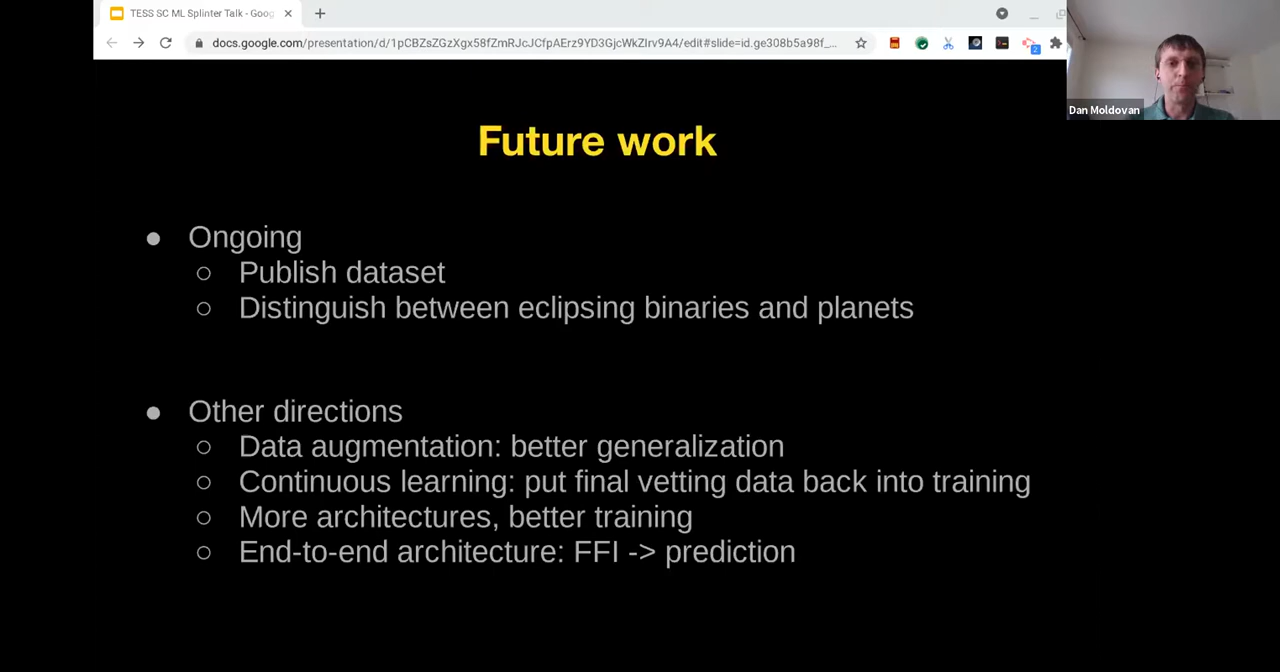 TESS SC ML Splinter Talk - Goog
docs.google.com/presentation/d/1pCBZsZGzXgx58fZmRJcJCfpAErz9YD3GjcWkZIrv9A4/edit#slide=id.ge308b5a98f_...
2
Dan Moldovan
Future work
● Ongoing
○ Publish dataset
○ Distinguish between eclipsing binaries and planets
● Other directions
○ Data augmentation: better generalization
○ Continuous learning: put final vetting data back into training
○ More architectures, better training
○ End-to-end architecture: FFI -> prediction